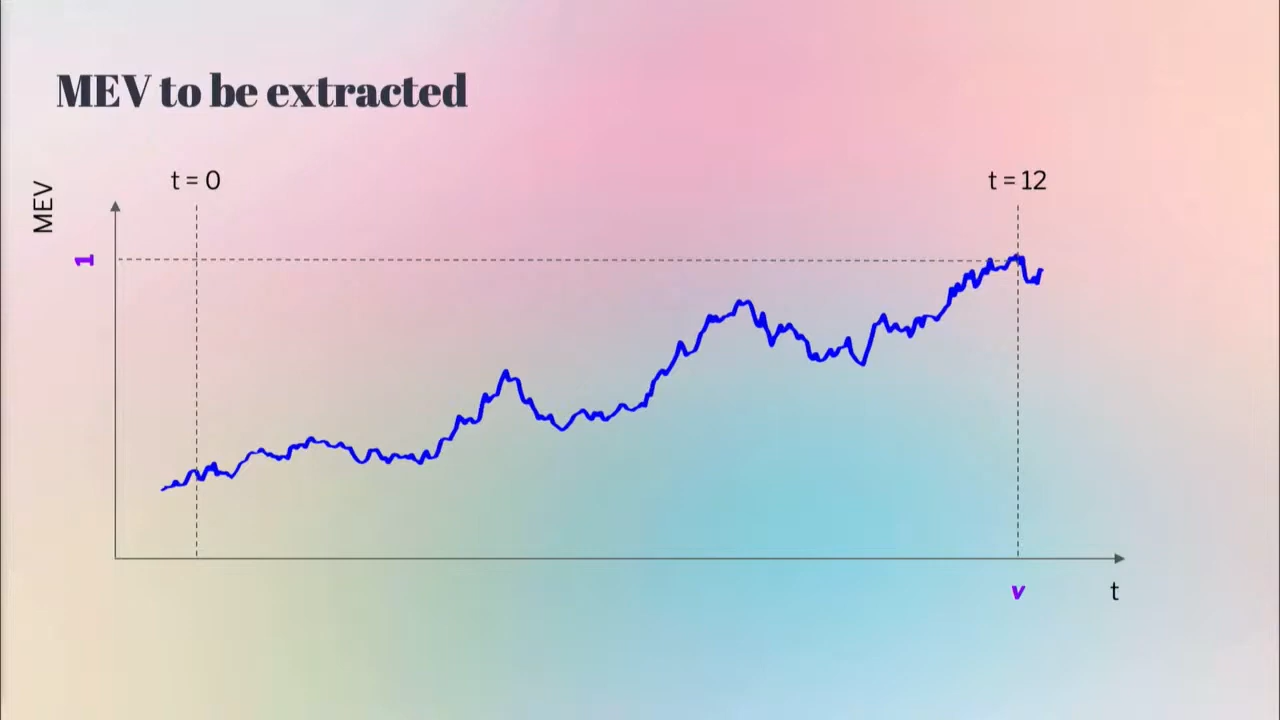 MEV to be extracted
t = 0
t = 12
MEV
1
v
t